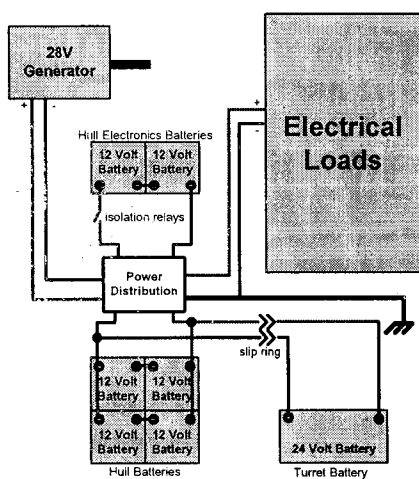 28V
Generator
+ -
Hull Electronics Batteries
12 Volt 12 Volt
Battery Battery
isolation relays
+
-
Electrical
Loads
Power
Distribution
slip ring
12 Volt 12 Volt
Battery Battery
12 Volt 12 Volt
Battery Battery
Hull Batteries
24 Volt Battery
Turret Battery